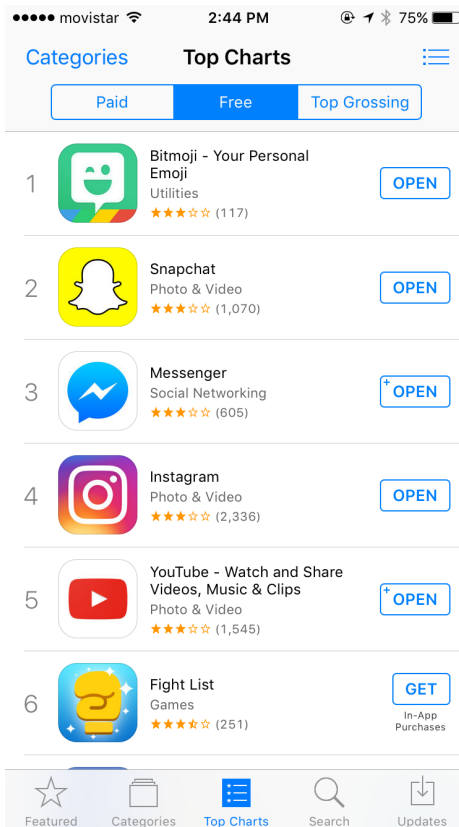 movistar 2:44 PM 75%
Categories Top Charts
Paid Free Top Grossing
1 Bitmoji - Your Personal
Emoji
Utilities
(117)
OPEN
2 Snapchat
Photo & Video
(1,070)
OPEN
3 Messenger
Social Networking
(605)
+ OPEN
4 Instagram
Photo & Video
(2,336)
OPEN
5 YouTube - Watch and Share
Videos, Music & Clips
Photo & Video
(1,545)
+ OPEN
6 Fight List
Games
(251)
GET
In-App
Purchases
Featured Categories Top Charts Search Updates